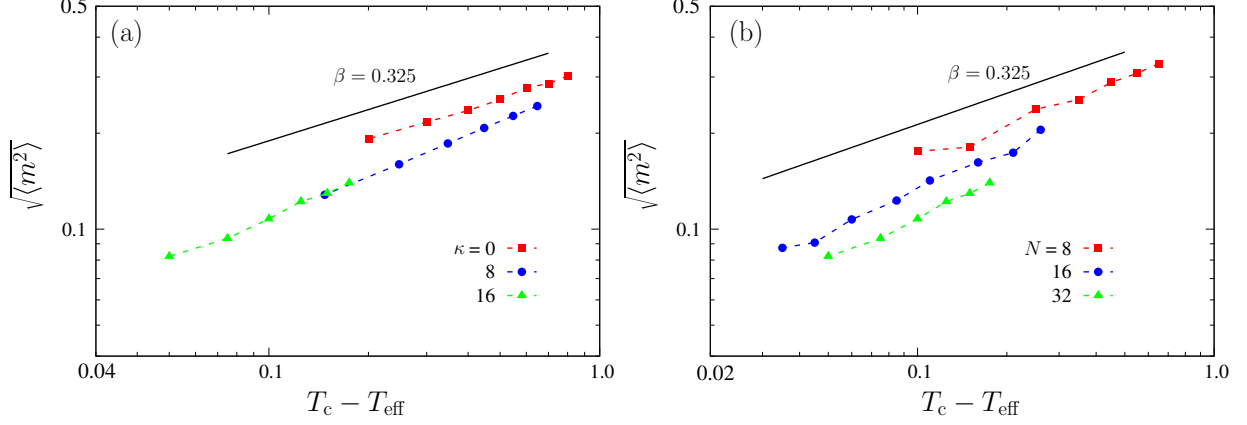 0.5
(a)
β = 0.325
√⟨m²⟩
0.1
κ = 0
8
16
0.04
0.1
1.0
T_c − T_eff
0.5
(b)
β = 0.325
√⟨m²⟩
0.1
N = 8
16
32
0.02
0.1
1.0
T_c − T_eff